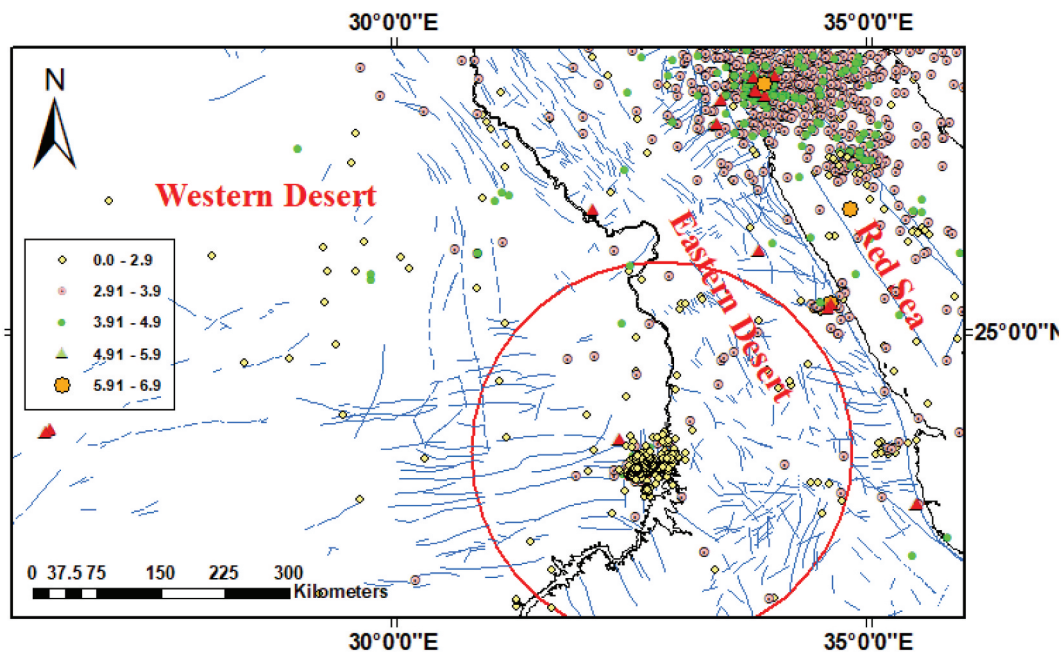 30°0'0"E 35°0'0"E
N
Western Desert
Eastern Desert
Red Sea
0.0 - 2.9
2.91 - 3.9
3.91 - 4.9
4.91 - 5.9
5.91 - 6.9
25°0'0"N
0 37.5 75 150 225 300
Kilometers
30°0'0"E 35°0'0"E